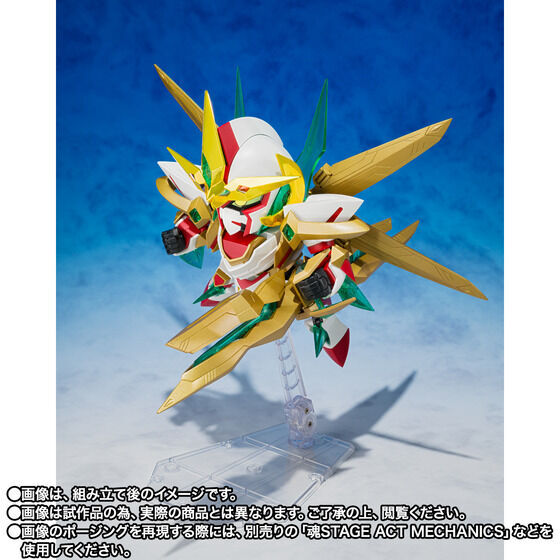 ●画像は、組み立て後のイメージです。
●画像は試作品の為、実際の商品とは異なります。ご了承の上、閲覧ください。
●画像のポージングを再現する際には、別売りの「魂STAGE ACT MECHANICS」などを
使用してください。